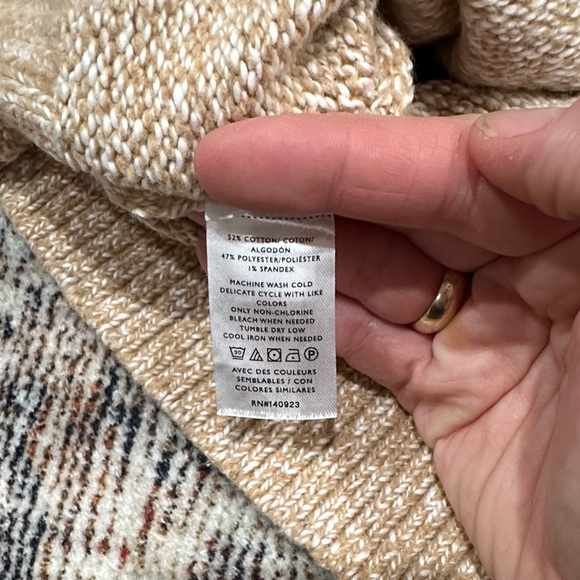 52% COTTON/ COTON/
ALGODÓN
47% POLYESTER/POLIÉSTER
1% SPANDEX
MACHINE WASH COLD
DELICATE CYCLE WITH LIKE
COLORS
ONLY NON-CHLORINE
BLEACH WHEN NEEDED
TUMBLE DRY LOW
COOL IRON WHEN NEEDED
30 P
AVEC DES COULEURS
SEMBLABLES / CON
COLORES SIMILARES
RN#140923